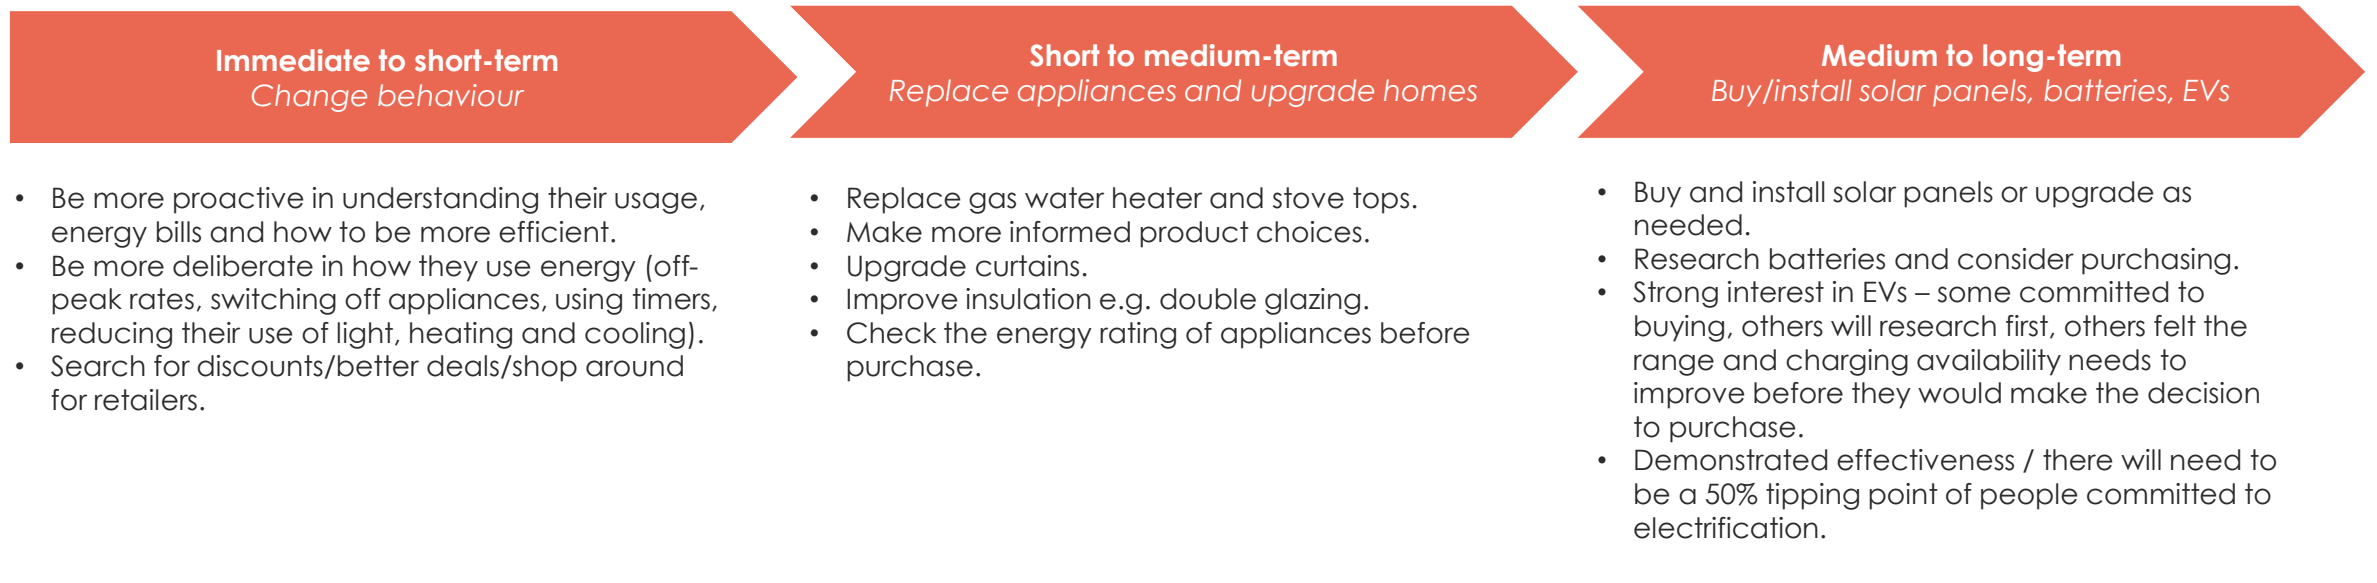 Immediate to short-term
Change behaviour
• Be more proactive in understanding their usage,
energy bills and how to be more efficient.
• Be more deliberate in how they use energy (off-
peak rates, switching off appliances, using timers,
reducing their use of light, heating and cooling).
• Search for discounts/better deals/shop around
for retailers.
Short to medium-term
Replace appliances and upgrade homes
• Replace gas water heater and stove tops.
• Make more informed product choices.
• Upgrade curtains.
• Improve insulation e.g. double glazing.
• Check the energy rating of appliances before
purchase.
Medium to long-term
Buy/install solar panels, batteries, EVs
• Buy and install solar panels or upgrade as
needed.
• Research batteries and consider purchasing.
• Strong interest in EVs – some committed to
buying, others will research first, others felt the
range and charging availability needs to
improve before they would make the decision
to purchase.
• Demonstrated effectiveness / there will need to
be a 50% tipping point of people committed to
electrification.